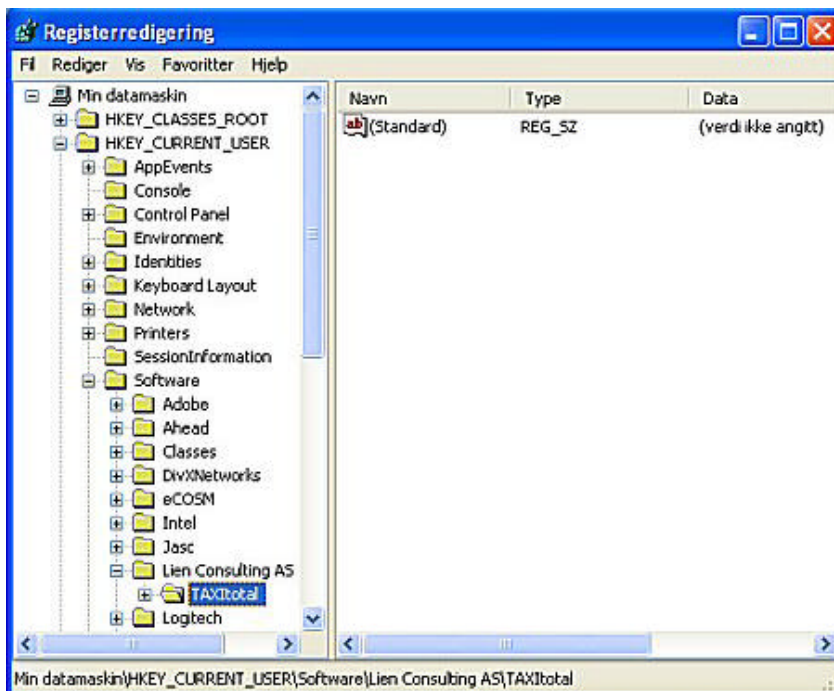 Registerredigering
Fil Rediger Vis Favoritter Hjelp
Min datamaskin
HKEY_CLASSES_ROOT
HKEY_CURRENT_USER
AppEvents
Console
Control Panel
Environment
Identities
Keyboard Layout
Network
Printers
SessionInformation
Software
Adobe
Ahead
Classes
DivXNetworks
eCOSM
Intel
Jasc
Lien Consulting AS
TAXItotal
Logitech
Navn Type Data
ab (Standard) REG_SZ (verdi ikke angitt)
Min datamaskin\HKEY_CURRENT_USER\Software\Lien Consulting AS\TAXItotal